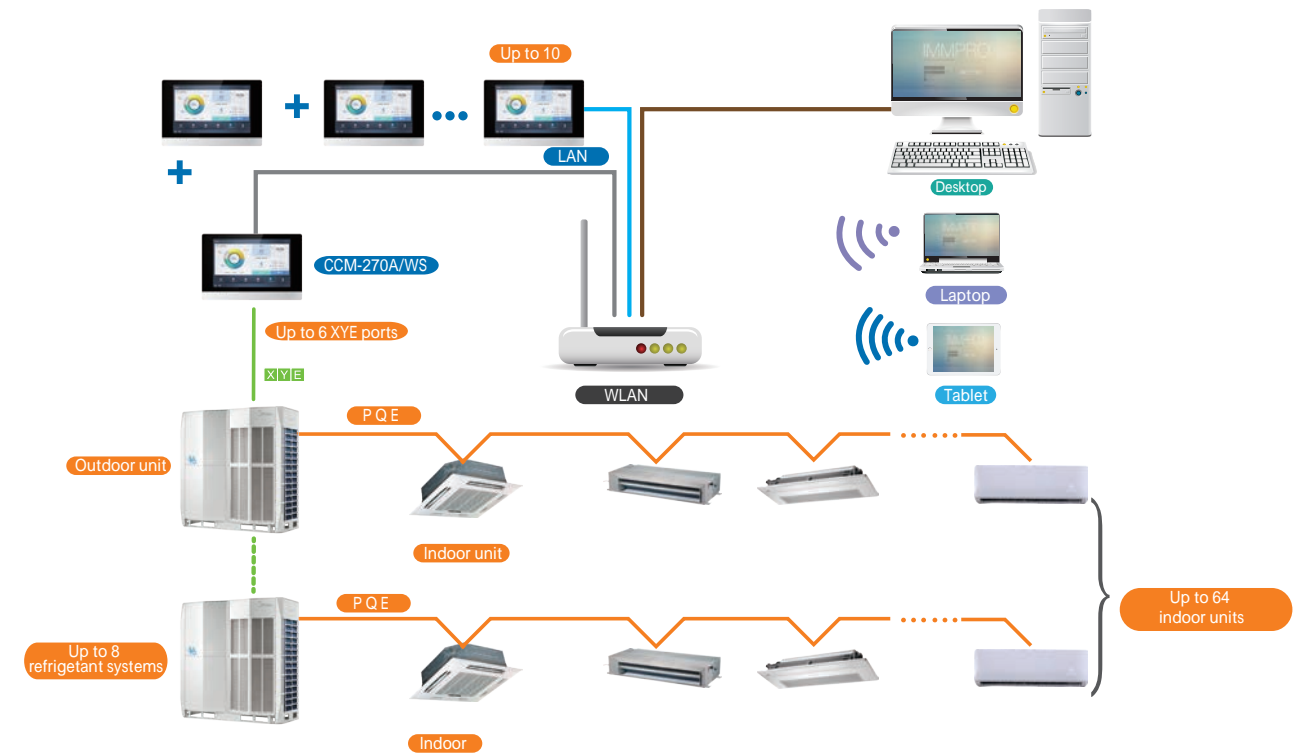 Up to 10
IMMPRO
LAN
Desktop
CCM-270A/WS
Laptop
Up to 6 XYE ports
X Y E
WLAN
Tablet
P Q E
Outdoor unit
Indoor unit
P Q E
Up to 64
indoor units
Up to 8
refrigetant systems
Indoor